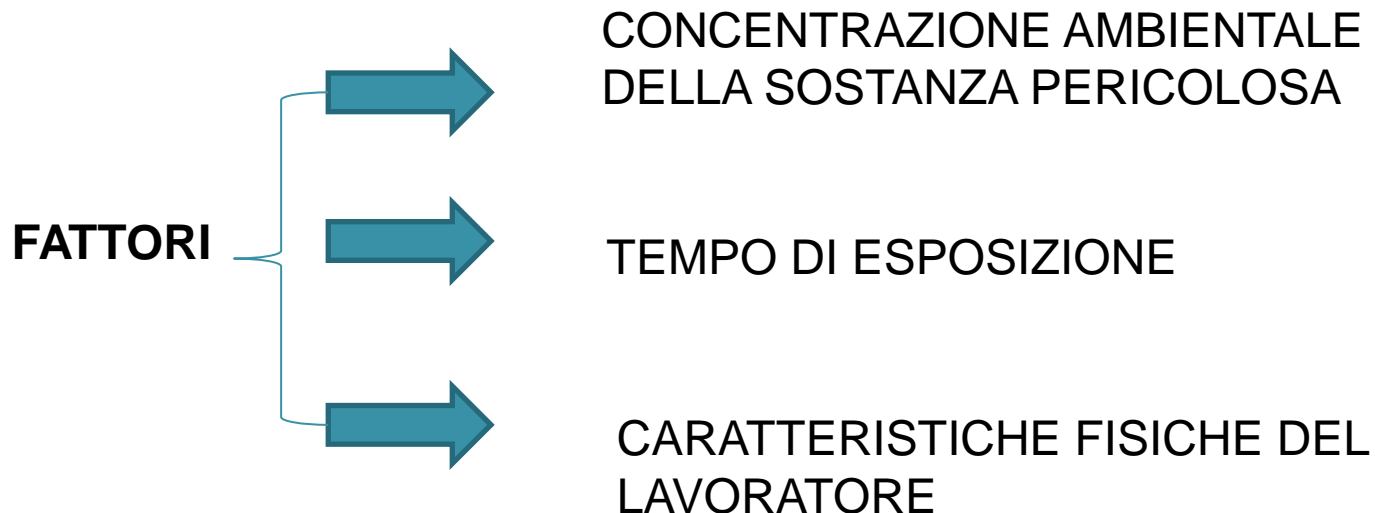 CONCENTRAZIONE AMBIENTALE
DELLA SOSTANZA PERICOLOSA
FATTORI
TEMPO DI ESPOSIZIONE
CARATTERISTICHE FISICHE DEL
LAVORATORE